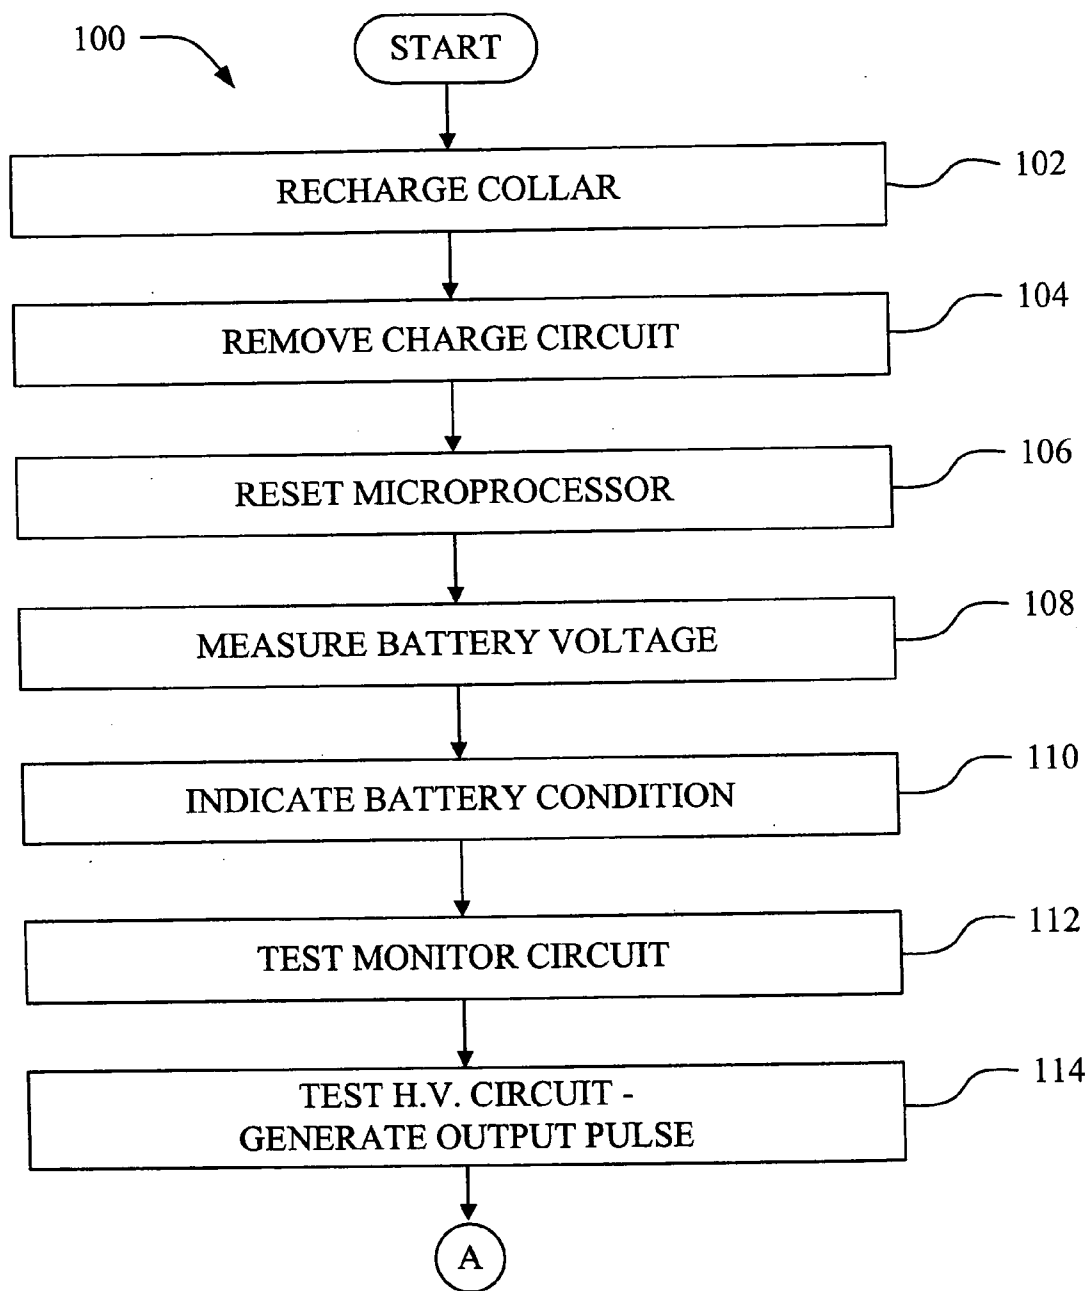 100
START
RECHARGE COLLAR
102
REMOVE CHARGE CIRCUIT
104
RESET MICROPROCESSOR
106
MEASURE BATTERY VOLTAGE
108
INDICATE BATTERY CONDITION
110
TEST MONITOR CIRCUIT
112
TEST H.V. CIRCUIT -
GENERATE OUTPUT PULSE
114
A